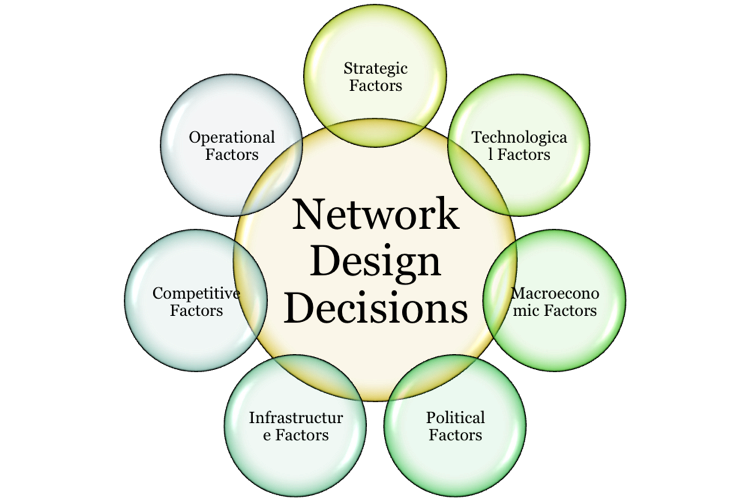 Strategic
Factors
Operational
Factors
Technologica
l Factors
Network
Design
Decisions
Competitive
Factors
Macroecono
mic Factors
Infrastructur
e Factors
Political
Factors